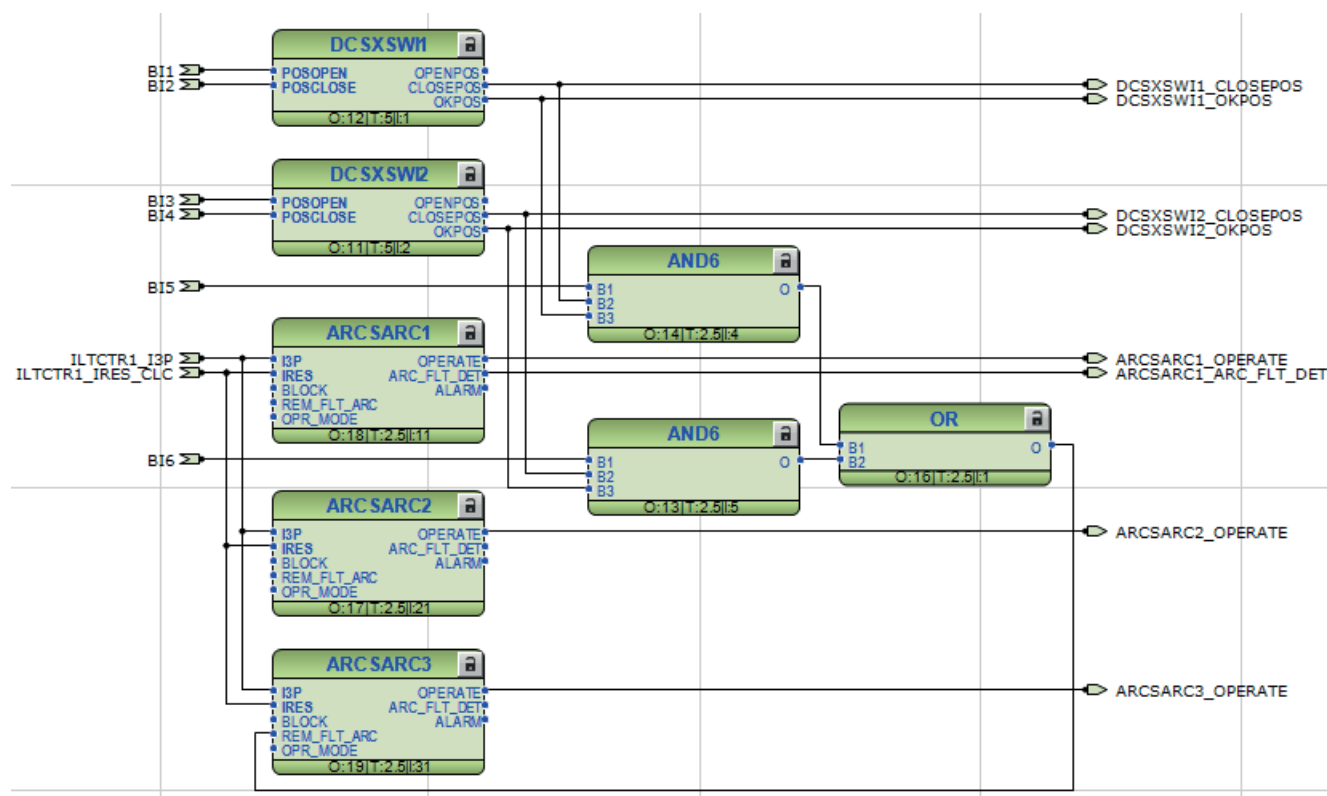 DCSXSWI1
BI1
POSOPEN OPENPOS
BI2
POSCLOSE CLOSEPOS
OKPOS
O:12|T:5|I:1
DCSXSWI1_CLOSEPOS
DCSXSWI1_OKPOS
DCSXSWI2
BI3
POSOPEN OPENPOS
BI4
POSCLOSE CLOSEPOS
OKPOS
O:11|T:5|I:2
DCSXSWI2_CLOSEPOS
DCSXSWI2_OKPOS
AND6
BI5
B1 O
B2
B3
O:14|T:2.5|I:4
ARCSARC1
ILTCTR1_I3P
ILTCTR1_IRES_CLC
I3P OPERATE
IRES ARC_FLT_DET
BLOCK ALARM
REM_FLT_ARC
OPR_MODE
O:18|T:2.5|I:11
ARCSARC1_OPERATE
ARCSARC1_ARC_FLT_DET
AND6
BI6
B1 O
B2
B3
O:13|T:2.5|I:5
OR
B1 O
B2
O:16|T:2.5|I:1
ARCSARC2
I3P OPERATE
IRES ARC_FLT_DET
BLOCK ALARM
REM_FLT_ARC
OPR_MODE
O:17|T:2.5|I:21
ARCSARC2_OPERATE
ARCSARC3
I3P OPERATE
IRES ARC_FLT_DET
BLOCK ALARM
REM_FLT_ARC
OPR_MODE
O:19|T:2.5|I:31
ARCSARC3_OPERATE